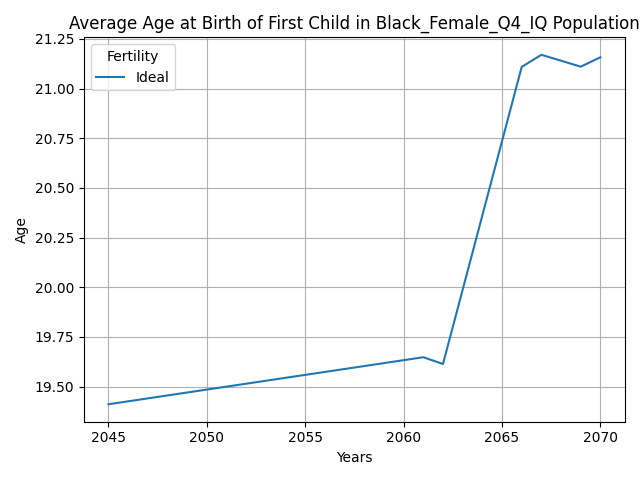 Average Age at Birth of First Child in Black_Female_Q4_IQ Population
21.25
21.00
20.75
20.50
20.25
20.00
19.75
19.50
Age
Fertility
Ideal
2045 2050 2055 2060 2065 2070
Years